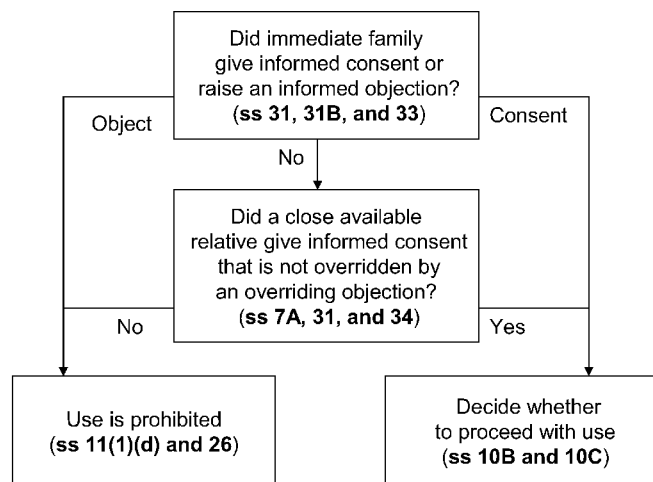 Did immediate family
give informed consent or
raise an informed objection?
(ss 31, 31B, and 33)
Object
Consent
No
Did a close available
relative give informed consent
that is not overridden by
an overriding objection?
(ss 7A, 31, and 34)
No
Yes
Use is prohibited
(ss 11(1)(d) and 26)
Decide whether
to proceed with use
(ss 10B and 10C)